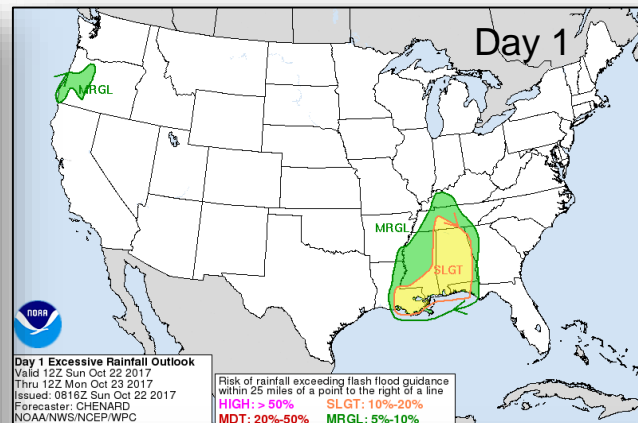 Day 1
MRGL
MRGL
SLGT
NOAA
Day 1 Excessive Rainfall Outlook
Valid 12Z Sun Oct 22 2017
Thru 12Z Mon Oct 23 2017
Issued: 0816Z Sun Oct 22 2017
Forecaster: CHENARD
NOAA/NWS/NCEP/WPC
Risk of rainfall exceeding flash flood guidance
within 25 miles of a point to the right of a line
HIGH: > 50% SLGT: 10%-20%
MDT: 20%-50% MRGL: 5%-10%